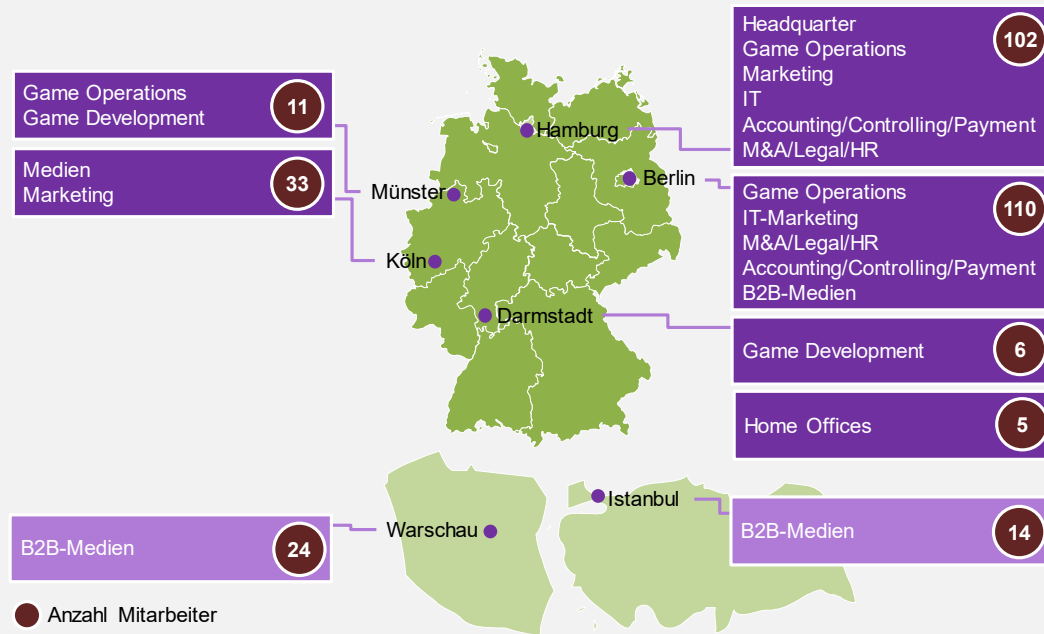 Headquarter
Game Operations
Marketing
IT
Accounting/Controlling/Payment
M&A/Legal/HR
102
Game Operations
Game Development
11
Medien
Marketing
33
Hamburg
Berlin
Münster
Köln
Darmstadt
Game Operations
IT-Marketing
M&A/Legal/HR
Accounting/Controlling/Payment
B2B-Medien
110
Game Development
6
Home Offices
5
Istanbul
Warschau
B2B-Medien
24
B2B-Medien
14
Anzahl Mitarbeiter